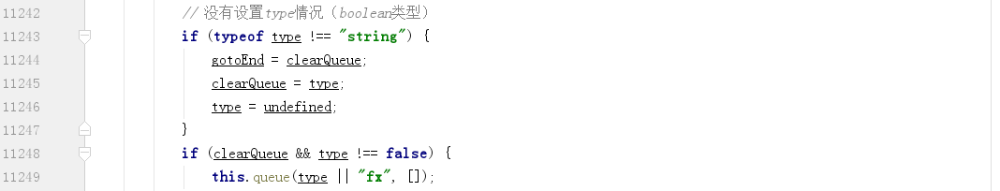 11242 // 没有设置type情况（boolean类型）
11243 if (typeof type !== "string") {
11244 gotoEnd = clearQueue;
11245 clearQueue = type;
11246 type = undefined;
11247 }
11248 if (clearQueue && type !== false) {
11249 this.queue(type || "fx", []);